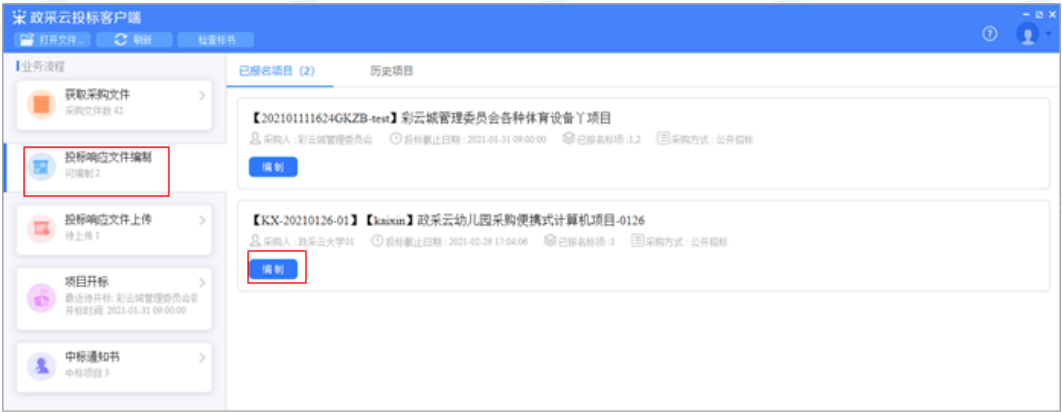 政采云投标客户端
打开文件... 刷新 检查标书
业务流程
获取采购文件
采购文件数 42
投标响应文件编制
可编制 2
投标响应文件上传
待上传 1
项目开标
最近待开标: 彩云城管理委员会各
开标时间: 2021-01-31 09:00:00
中标通知书
中标项目 3
已报名项目（2） 历史项目
【202101111624GKZB-test】彩云城管理委员会各种体育设备丫项目
采购人 : 彩云城管理委员会 投标截止日期 : 2021-01-31 09:00:00 已报名标项 :1,2 采购方式 : 公开招标
编制
【KX-20210126-01】【kaixin】政采云幼儿园采购便携式计算机项目-0126
采购人 : 政采云大学01 投标截止日期 : 2021-02-26 17:04:06 已报名标项 :1 采购方式 : 公开招标
编制